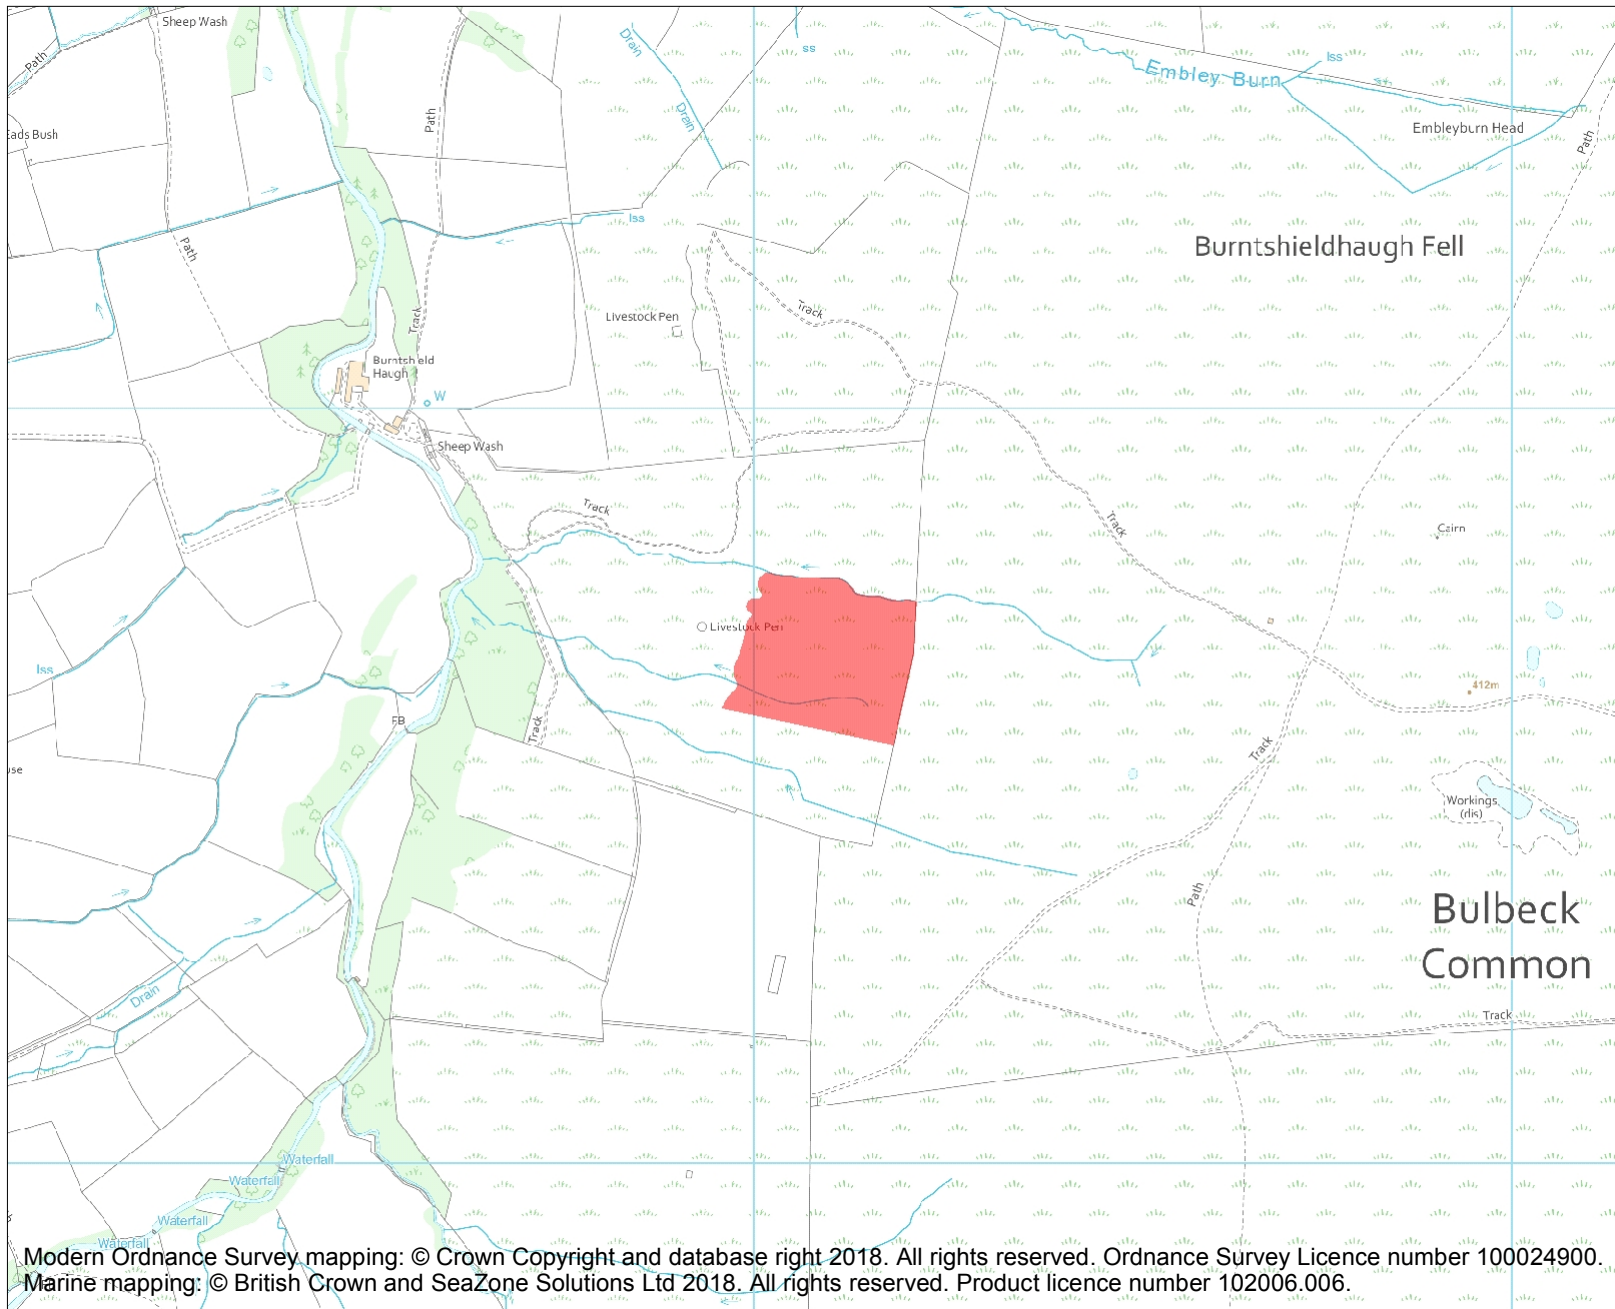 Sheep Wash
Path
Drain
Iss
Embley Burn
Iss
Embleyburn Head
Path
Path
Drain
Eads Bush
Iss
Path
Burntshieldhaugh Fell
Track
Livestock Pen
Track
Burntshield
Haugh
W
Sheep Wash
Track
Track
Cairn
Livestock Pen
Iss
412m
FB
Track
Track
Workings
(dis)
Path
Bulbeck
Common
Drain
Track
Waterfall
Waterfall
Waterfall
Waterfall
Modern Ordnance Survey mapping: © Crown Copyright and database right 2018. All rights reserved. Ordnance Survey Licence number 100024900.
Marine mapping: © British Crown and SeaZone Solutions Ltd 2018. All rights reserved. Product licence number 102006.006.